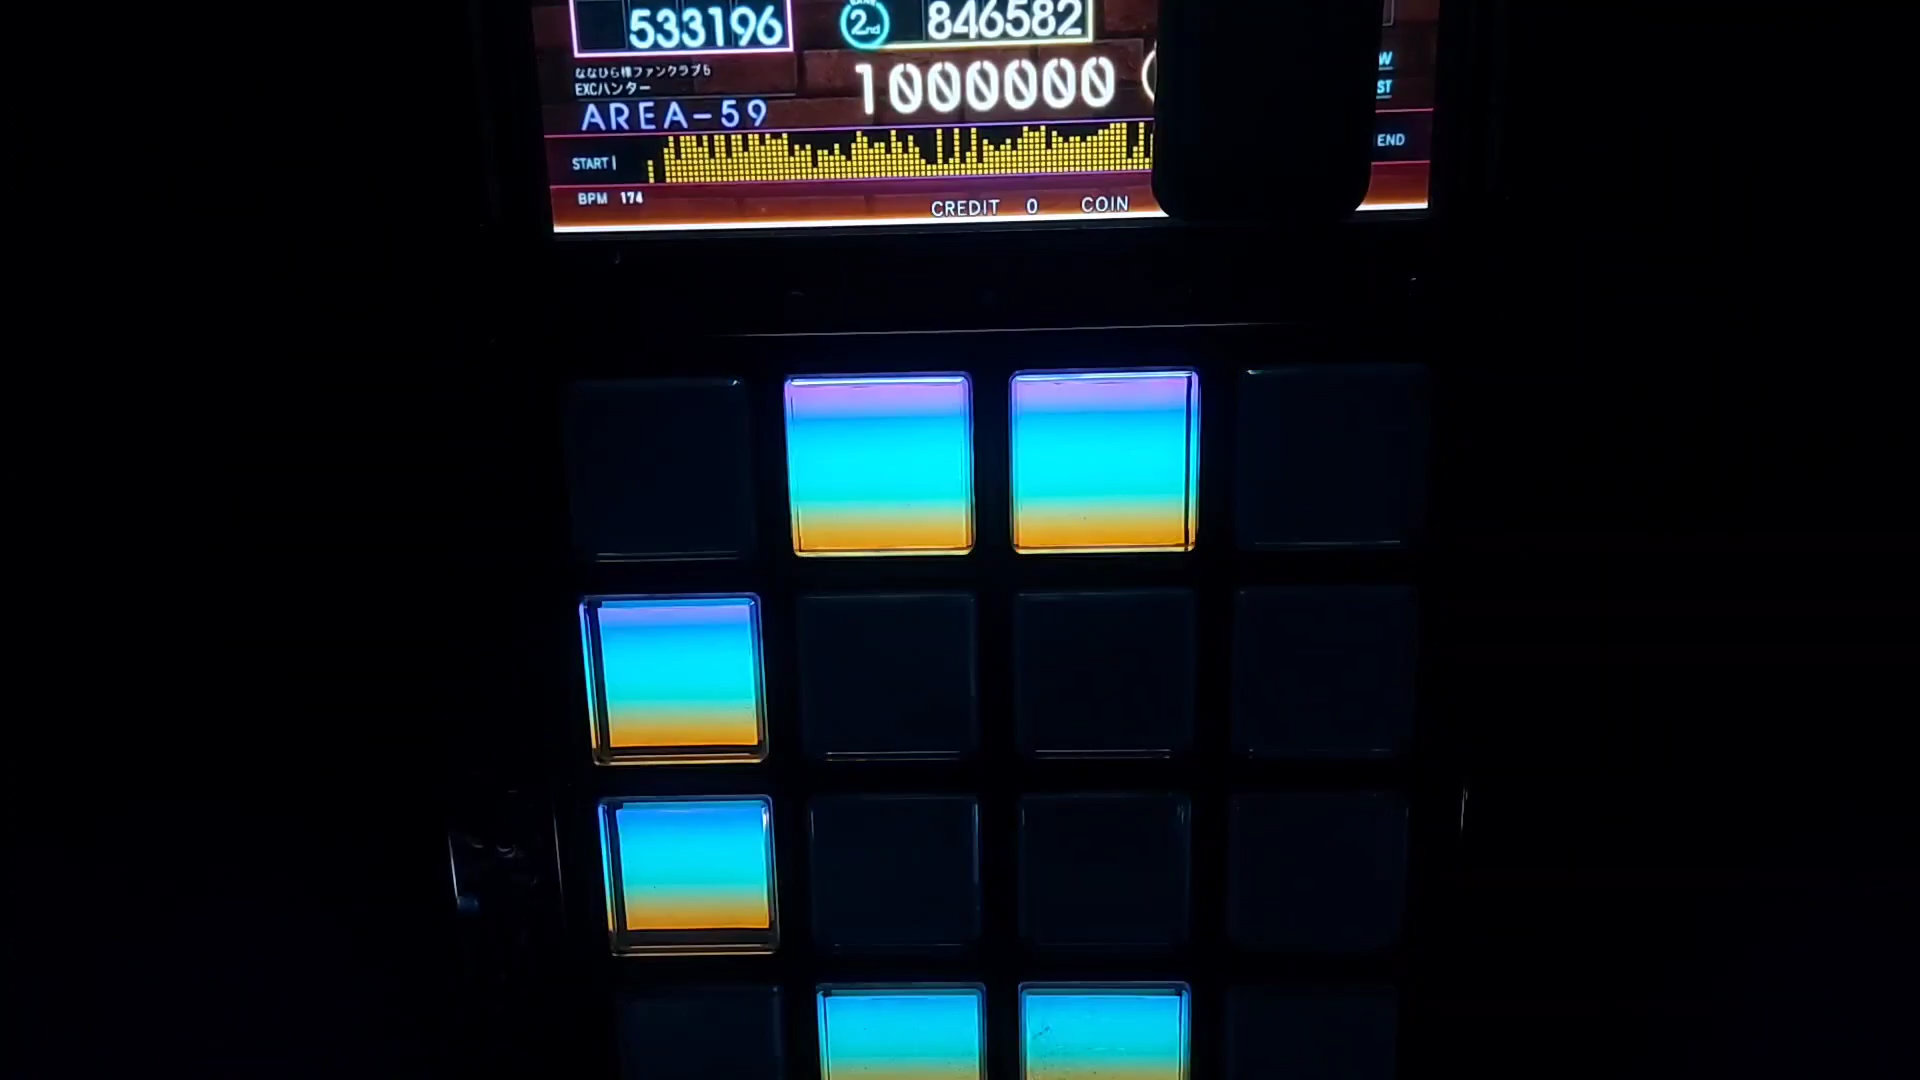 533196
2nd 846582
ななひら様ファンクラブ5
1000000
EXCハンター
AREA-59
W
ST
START
END
BPM 174
CREDIT 0 COIN